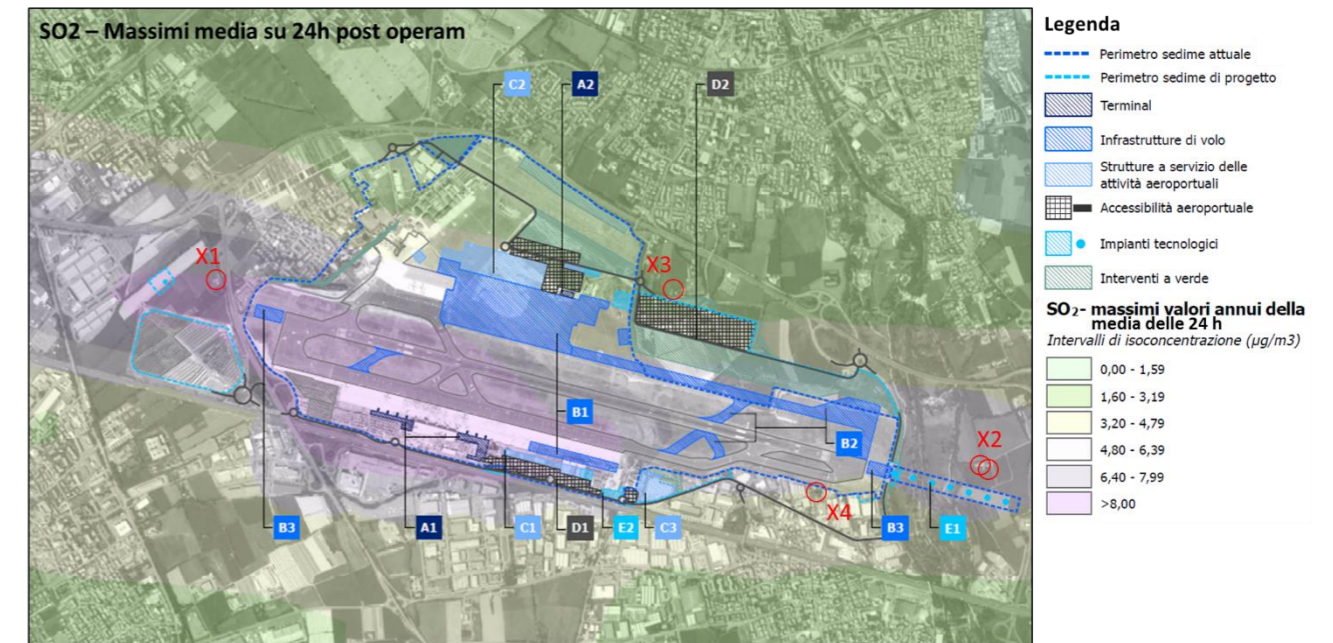 SO2 – Massimi media su 24h post operam
C2
A2
D2
X1
X3
B1
B2
X2
X4
B3
A1
C1
D1
E2
C3
B3
E1
Legenda
Perimetro sedime attuale
Perimetro sedime di progetto
Terminal
Infrastrutture di volo
Strutture a servizio delle
attività aeroportuali
Accessibilità aeroportuale
Impianti tecnologici
Interventi a verde
SO₂- massimi valori annui della
media delle 24 h
Intervalli di isoconcentrazione (µg/m3)
0,00 - 1,59
1,60 - 3,19
3,20 - 4,79
4,80 - 6,39
6,40 - 7,99
>8,00